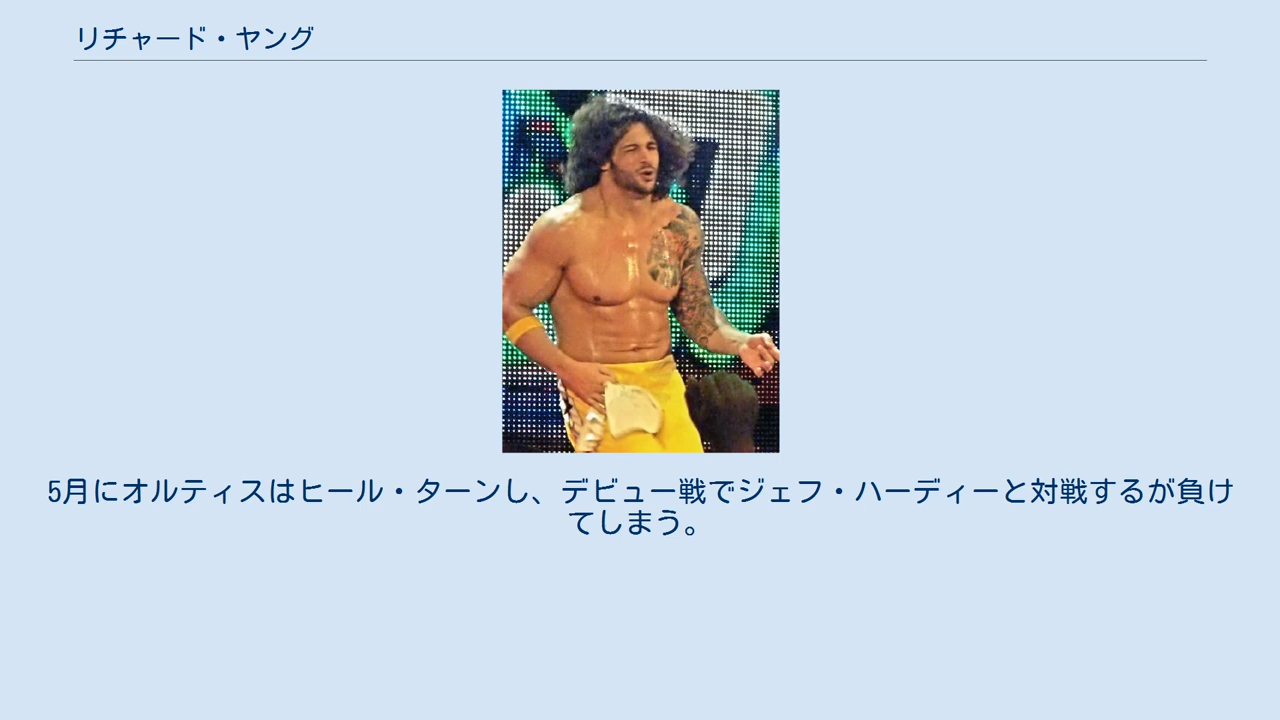 リチャード・ヤング
5月にオルティスはヒール・ターンし、デビュー戦でジェフ・ハーディーと対戦するが負け
てしまう。